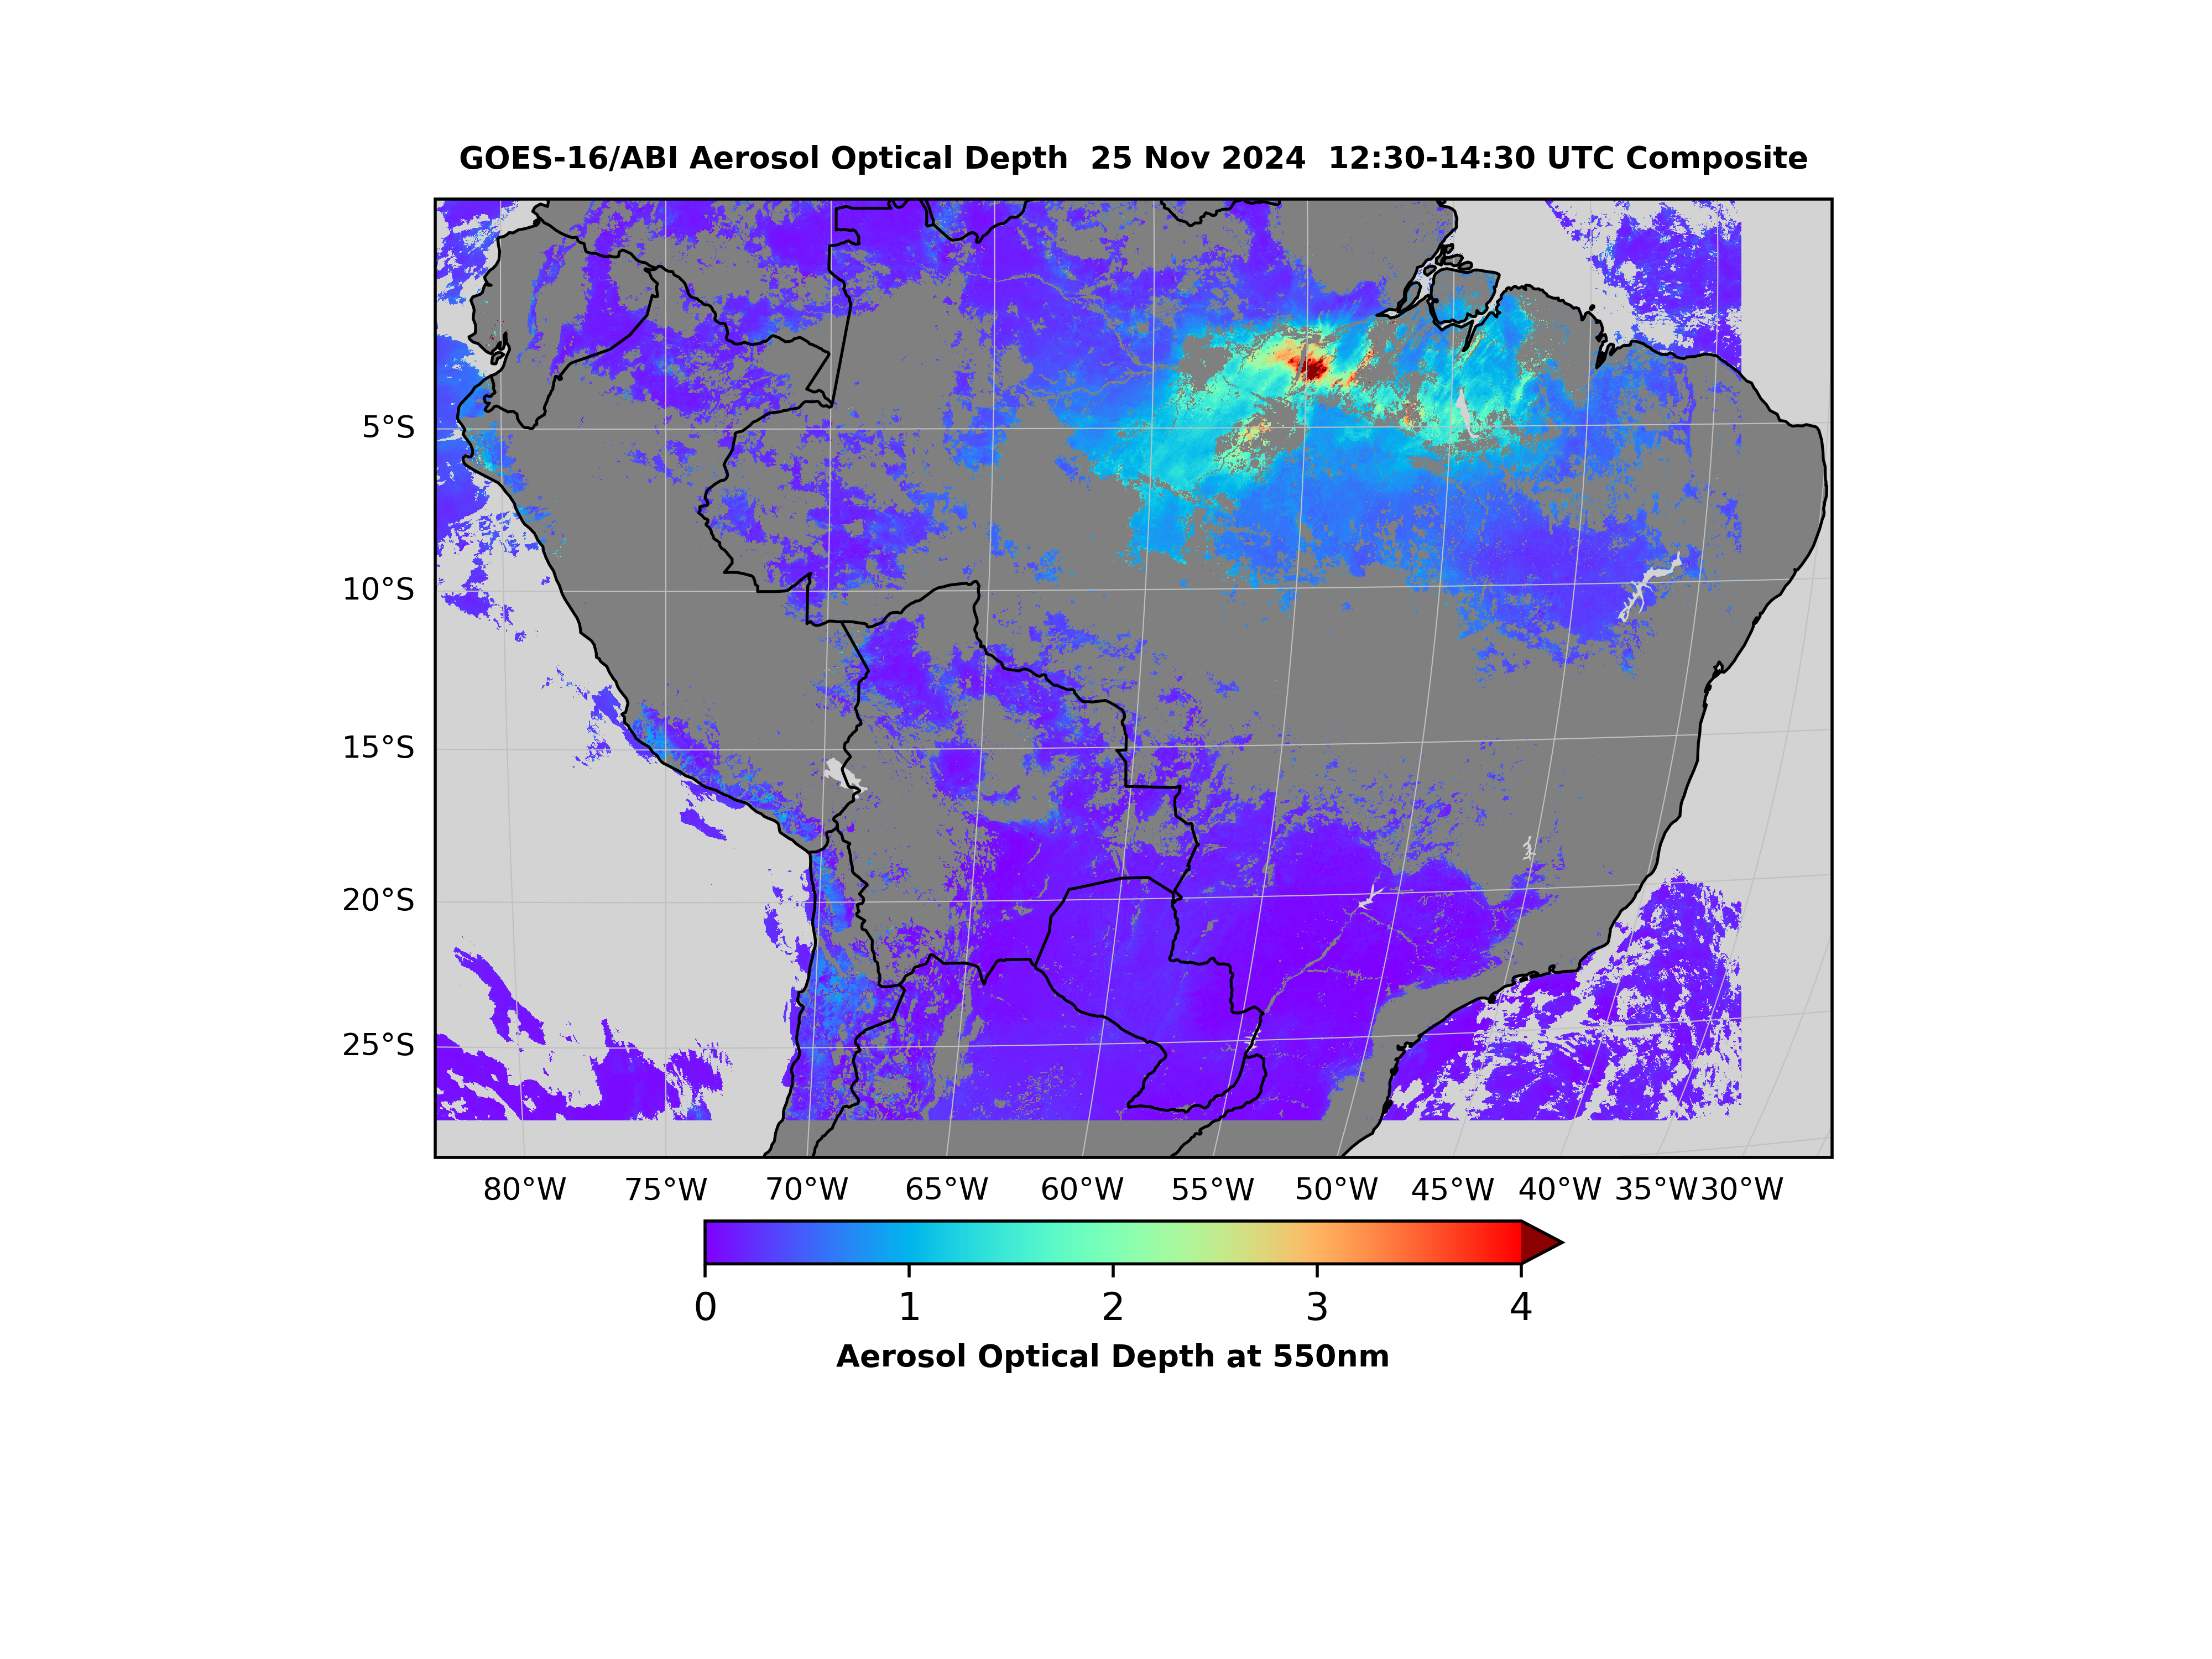 GOES-16/ABI Aerosol Optical Depth  25 Nov 2024  12:30-14:30 UTC Composite
5°S
10°S
15°S
20°S
25°S
80°W 75°W 70°W 65°W 60°W 55°W 50°W 45°W 40°W 35°W 30°W
0 1 2 3 4
Aerosol Optical Depth at 550nm